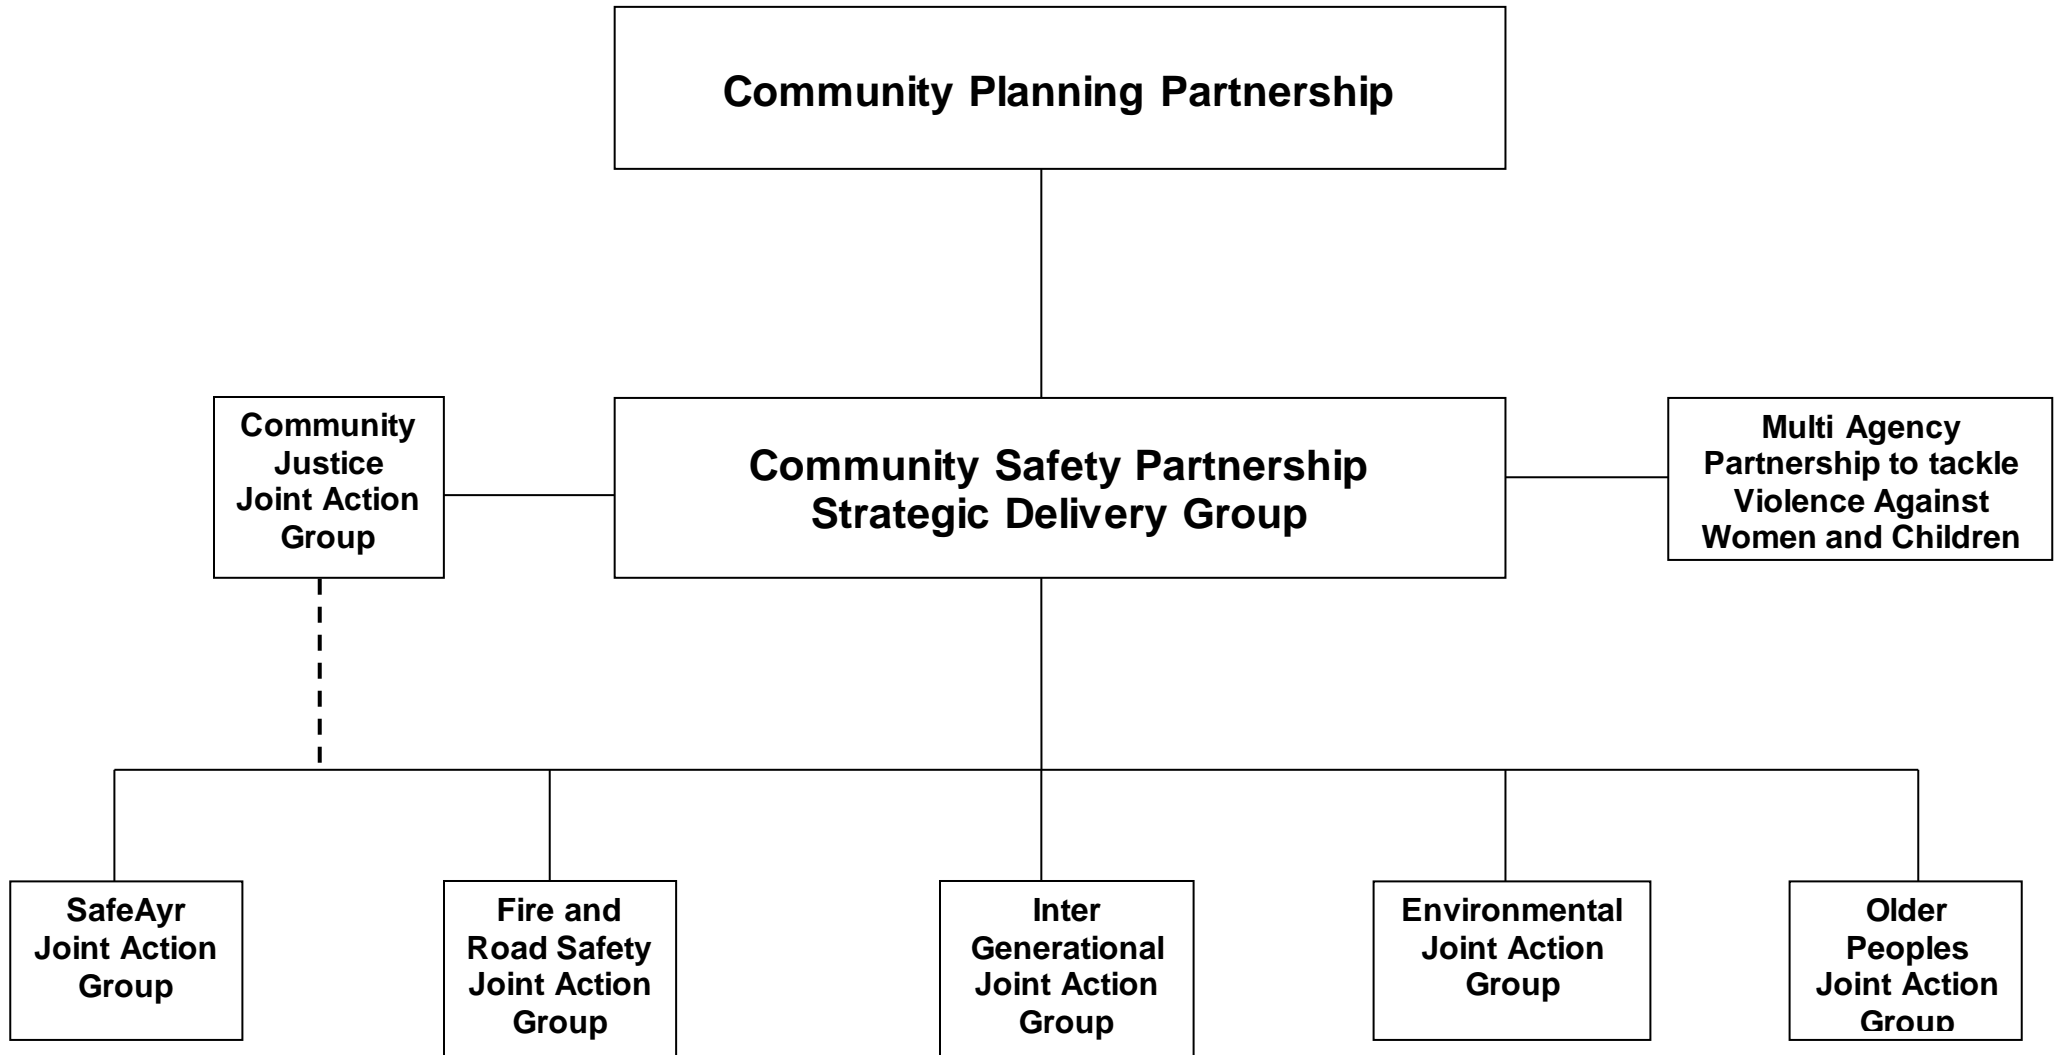 Community Planning Partnership
Community
Justice
Joint Action
Group
Community Safety Partnership
Strategic Delivery Group
Multi Agency
Partnership to tackle
Violence Against
Women and Children
SafeAyr
Joint Action
Group
Fire and
Road Safety
Joint Action
Group
Inter
Generational
Joint Action
Group
Environmental
Joint Action
Group
Older
Peoples
Joint Action
Group